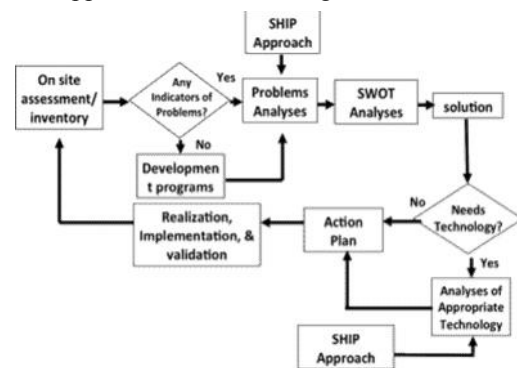 SHIP
Approach
On site
assessment/
inventory
Any
Indicators of
Problems?
Yes
Problems
Analyses
SWOT
Analyses
solution
No
Developmen
t programs
Realization,
Implementation, &
validation
Action
Plan
No
Needs
Technology?
Yes
Analyses of
Appropriate
Technology
SHIP
Approach